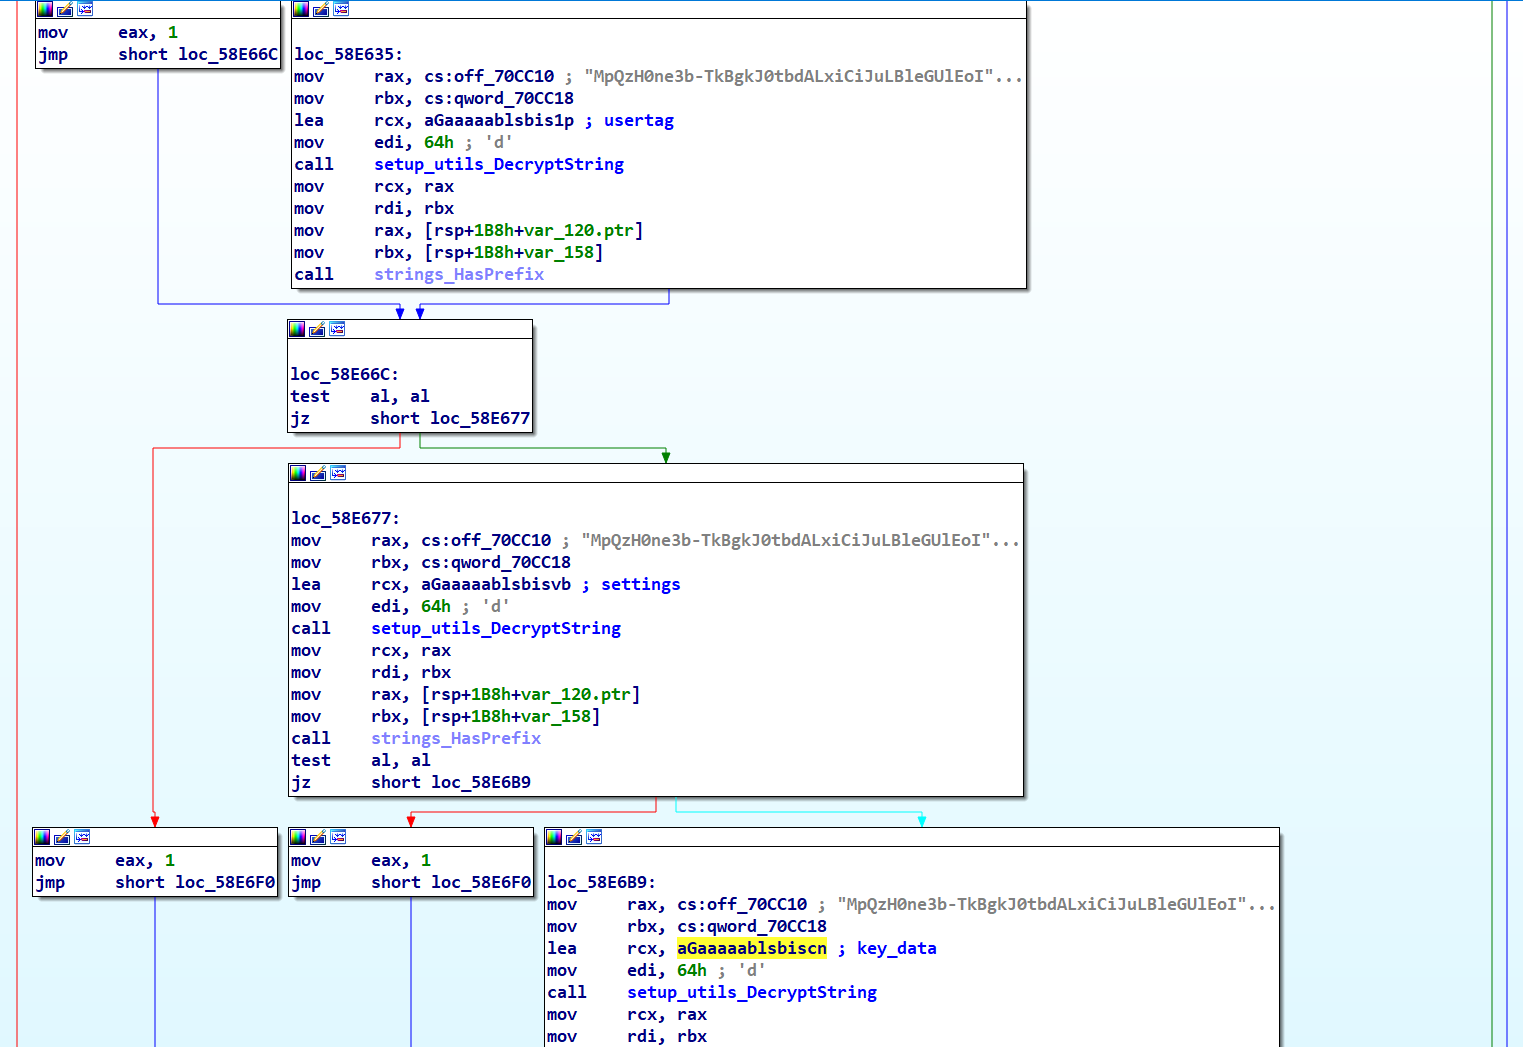 mov eax, 1
jmp short loc_58E66C
loc_58E635:
mov rax, cs:off_70CC10 ; "MpQzH0ne3b-TkBgkJ0tbdALxiCiJuLBleGUlEoI"...
mov rbx, cs:qword_70CC18
lea rcx, aGaaaaablsbis1p ; usertag
mov edi, 64h ; 'd'
call setup_utils_DecryptString
mov rcx, rax
mov rdi, rbx
mov rax, [rsp+1B8h+var_120.ptr]
mov rbx, [rsp+1B8h+var_158]
call strings_HasPrefix
loc_58E66C:
test al, al
jz short loc_58E677
loc_58E677:
mov rax, cs:off_70CC10 ; "MpQzH0ne3b-TkBgkJ0tbdALxiCiJuLBleGUlEoI"...
mov rbx, cs:qword_70CC18
lea rcx, aGaaaaablsbisvb ; settings
mov edi, 64h ; 'd'
call setup_utils_DecryptString
mov rcx, rax
mov rdi, rbx
mov rax, [rsp+1B8h+var_120.ptr]
mov rbx, [rsp+1B8h+var_158]
call strings_HasPrefix
test al, al
jz short loc_58E6B9
mov eax, 1
jmp short loc_58E6F0
mov eax, 1
jmp short loc_58E6F0
loc_58E6B9:
mov rax, cs:off_70CC10 ; "MpQzH0ne3b-TkBgkJ0tbdALxiCiJuLBleGUlEoI"...
mov rbx, cs:qword_70CC18
lea rcx, aGaaaaablsbiscn ; key_data
mov edi, 64h ; 'd'
call setup_utils_DecryptString
mov rcx, rax
mov rdi, rbx